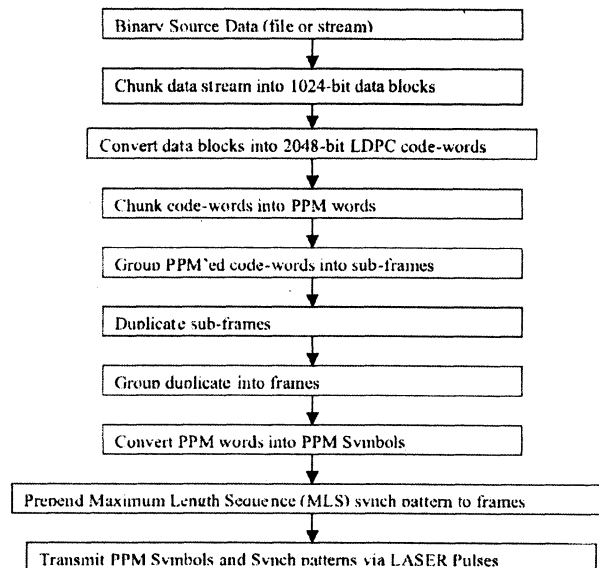 Binary Source Data (file or stream)
Chunk data stream into 1024-bit data blocks
Convert data blocks into 2048-bit LDPC code-words
Chunk code-words into PPM words
Group PPM'ed code-words into sub-frames
Duplicate sub-frames
Group duplicate into frames
Convert PPM words into PPM Symbols
Prepend Maximum Length Sequence (MLS) synch pattern to frames
Transmit PPM Symbols and Synch patterns via LASER Pulses